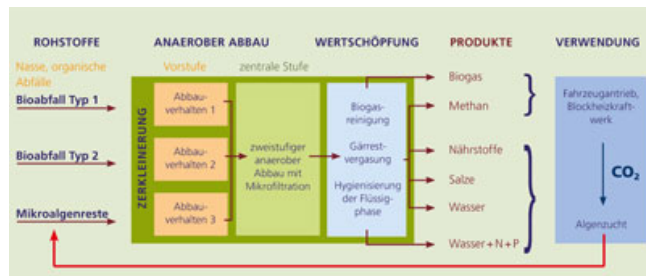 ROHSTOFFE
ANAEROBER ABBAU
WERTSCHÖPFUNG
PRODUKTE
VERWENDUNG
Nasse, organische
Abfälle
Bioabfall Typ 1
Bioabfall Typ 2
Mikroalgenreste
ZERKLEINERUNG
Vorstufe
zentrale Stufe
Abbau-
verhalten 1
Abbau-
verhalten 2
Abbau-
verhalten 3
zweistufiger
anaerober
Abbau mit
Mikrofiltration
Biogas-
reinigung
Gärrest-
vergasung
Hygienisierung
der Flüssig-
phase
Biogas
Methan
Nährstoffe
Salze
Wasser
Wasser+N+P
Fahrzeugantrieb,
Blockheizkraft-
werk
CO₂
Algenzucht